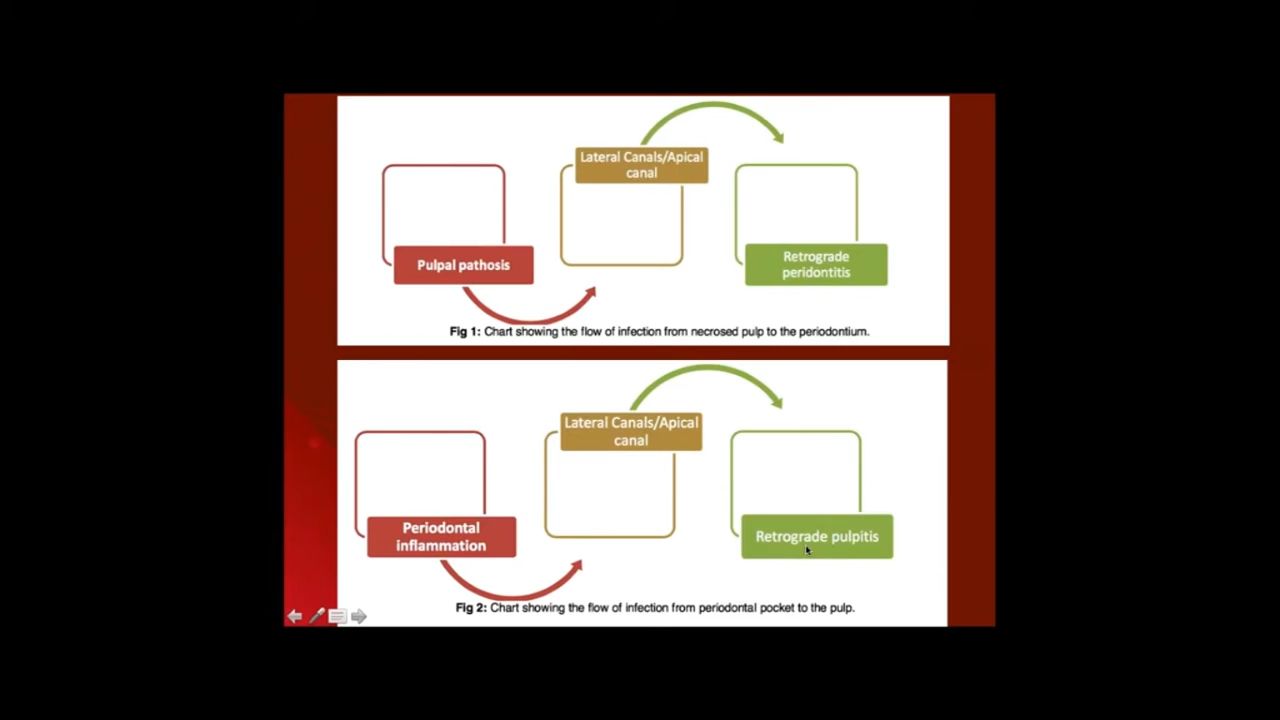 Lateral Canals/Apical
canal
Pulpal pathosis
Retrograde
peridontitis
Fig 1: Chart showing the flow of infection from necrosed pulp to the periodontium.
Lateral Canals/Apical
canal
Periodontal
inflammation
Retrograde pulpitis
Fig 2: Chart showing the flow of infection from periodontal pocket to the pulp.